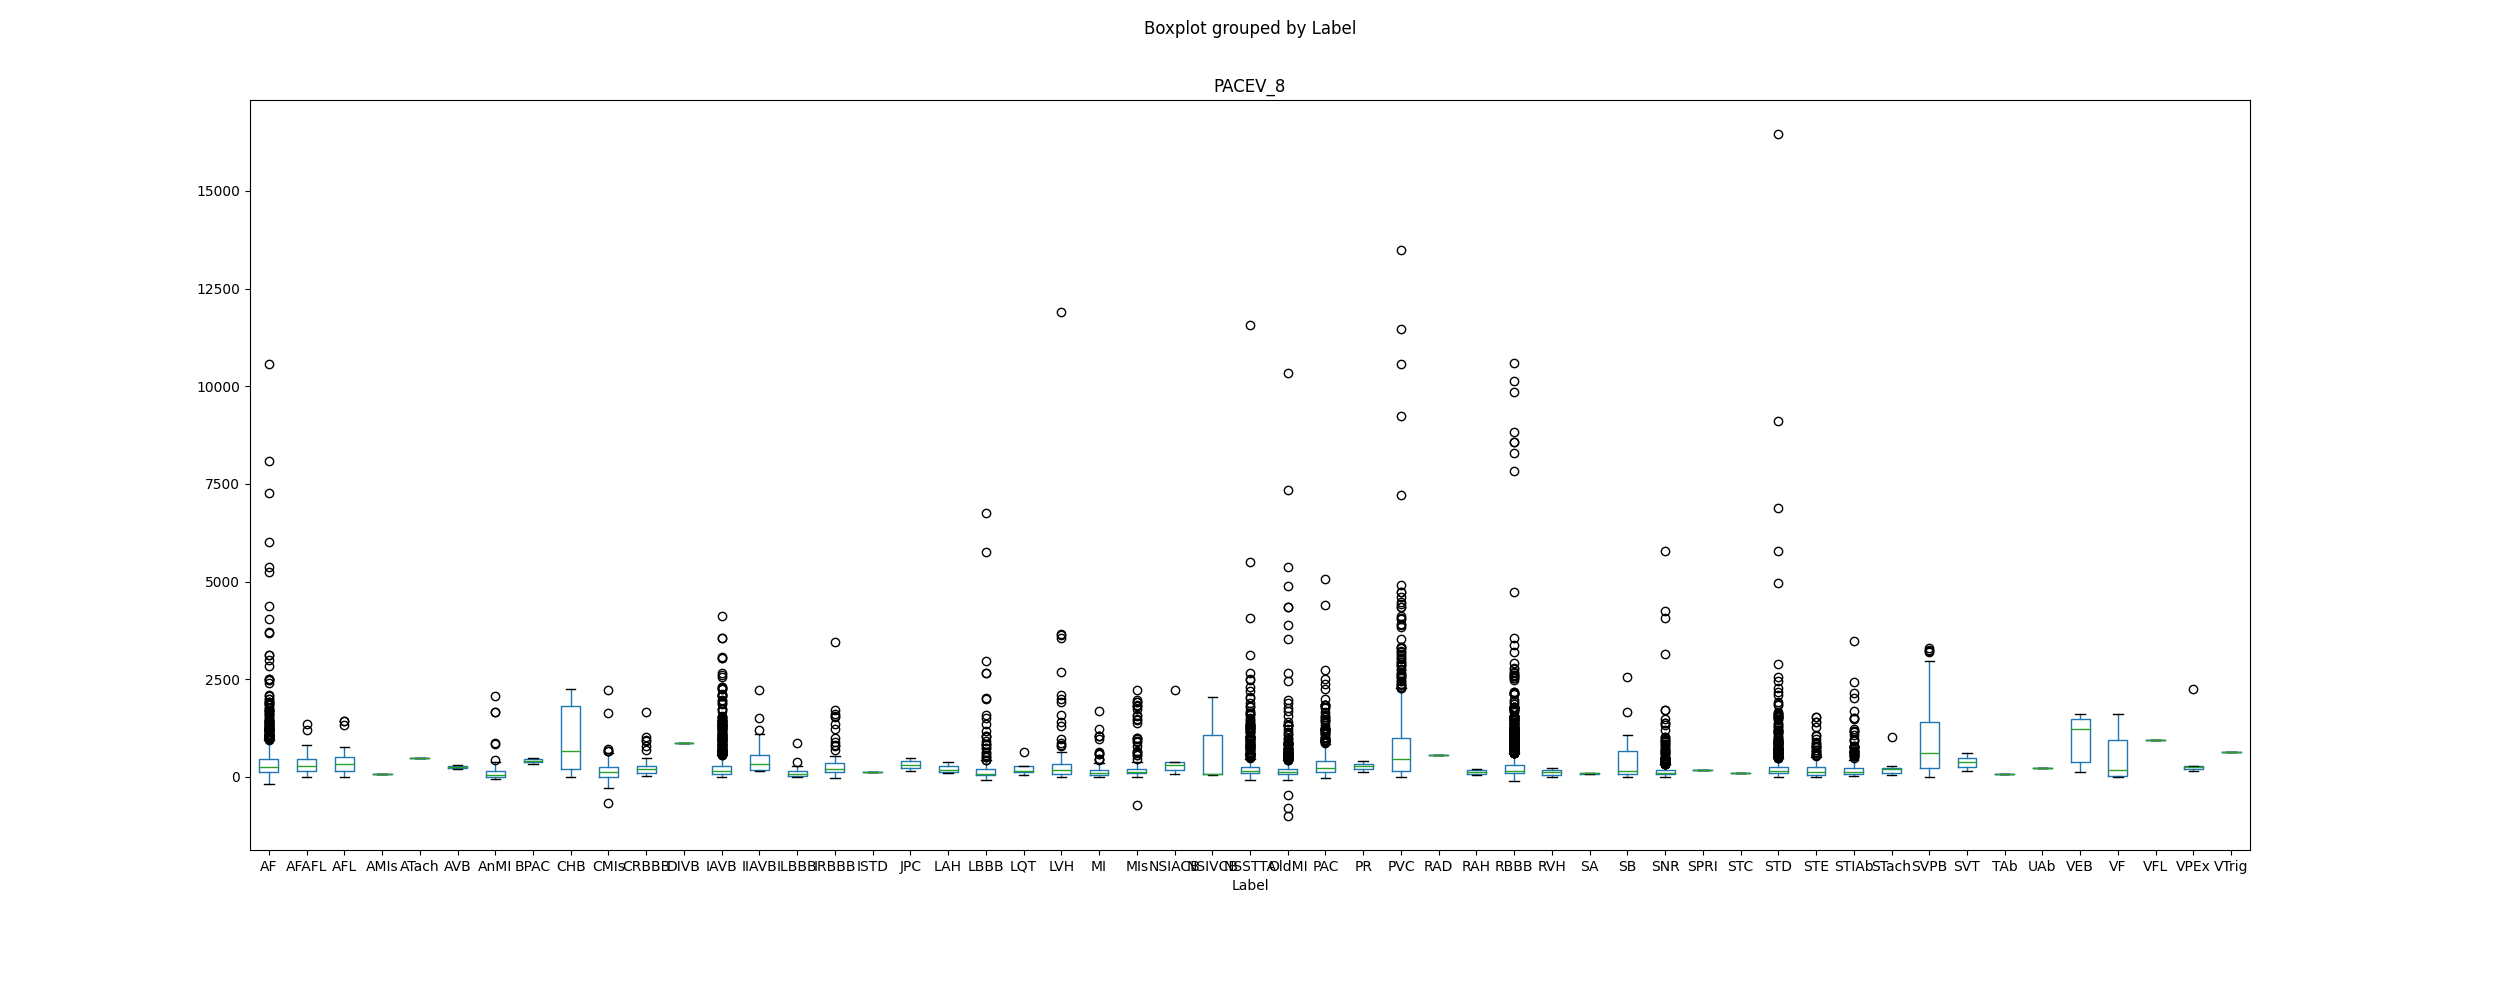 Boxplot grouped by Label
PACEV_8
15000
12500
10000
7500
5000
2500
0
AF AFAFL AFL AMIs ATach AVB AnMI BPAC CHB CMIs CRBBB DIVB IAVB IIAVB ILBBB IRBBB ISTD JPC LAH LBBB LQT LVH MI MIs NSIACB NSIVCB NSSTTA OldMI PAC PR PVC RAD RAH RBBB RVH SA SB SNR SPRI STC STD STE STIAb STach SVPB SVT TAb UAb VEB VF VFL VPEx VTrig
Label